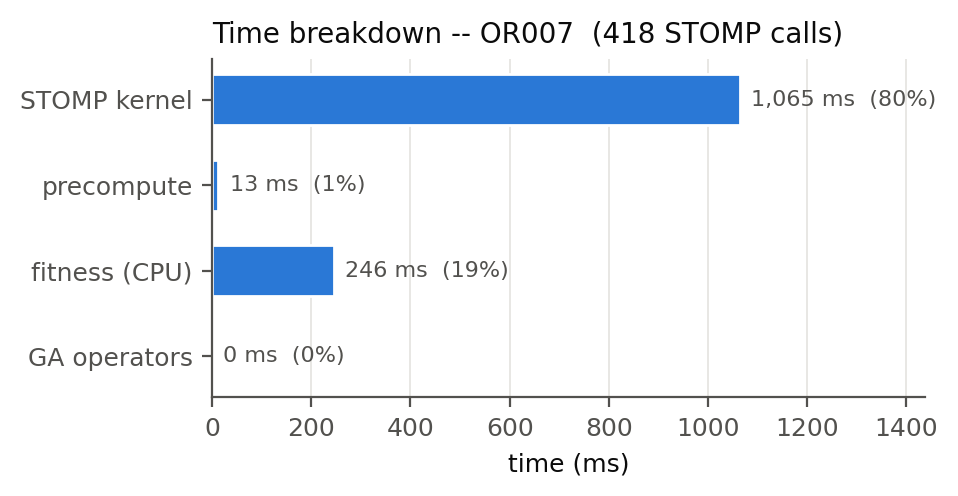 Time breakdown -- OR007  (418 STOMP calls)
STOMP kernel 1,065 ms  (80%)
precompute 13 ms  (1%)
fitness (CPU) 246 ms  (19%)
GA operators 0 ms  (0%)
0 200 400 600 800 1000 1200 1400
time (ms)